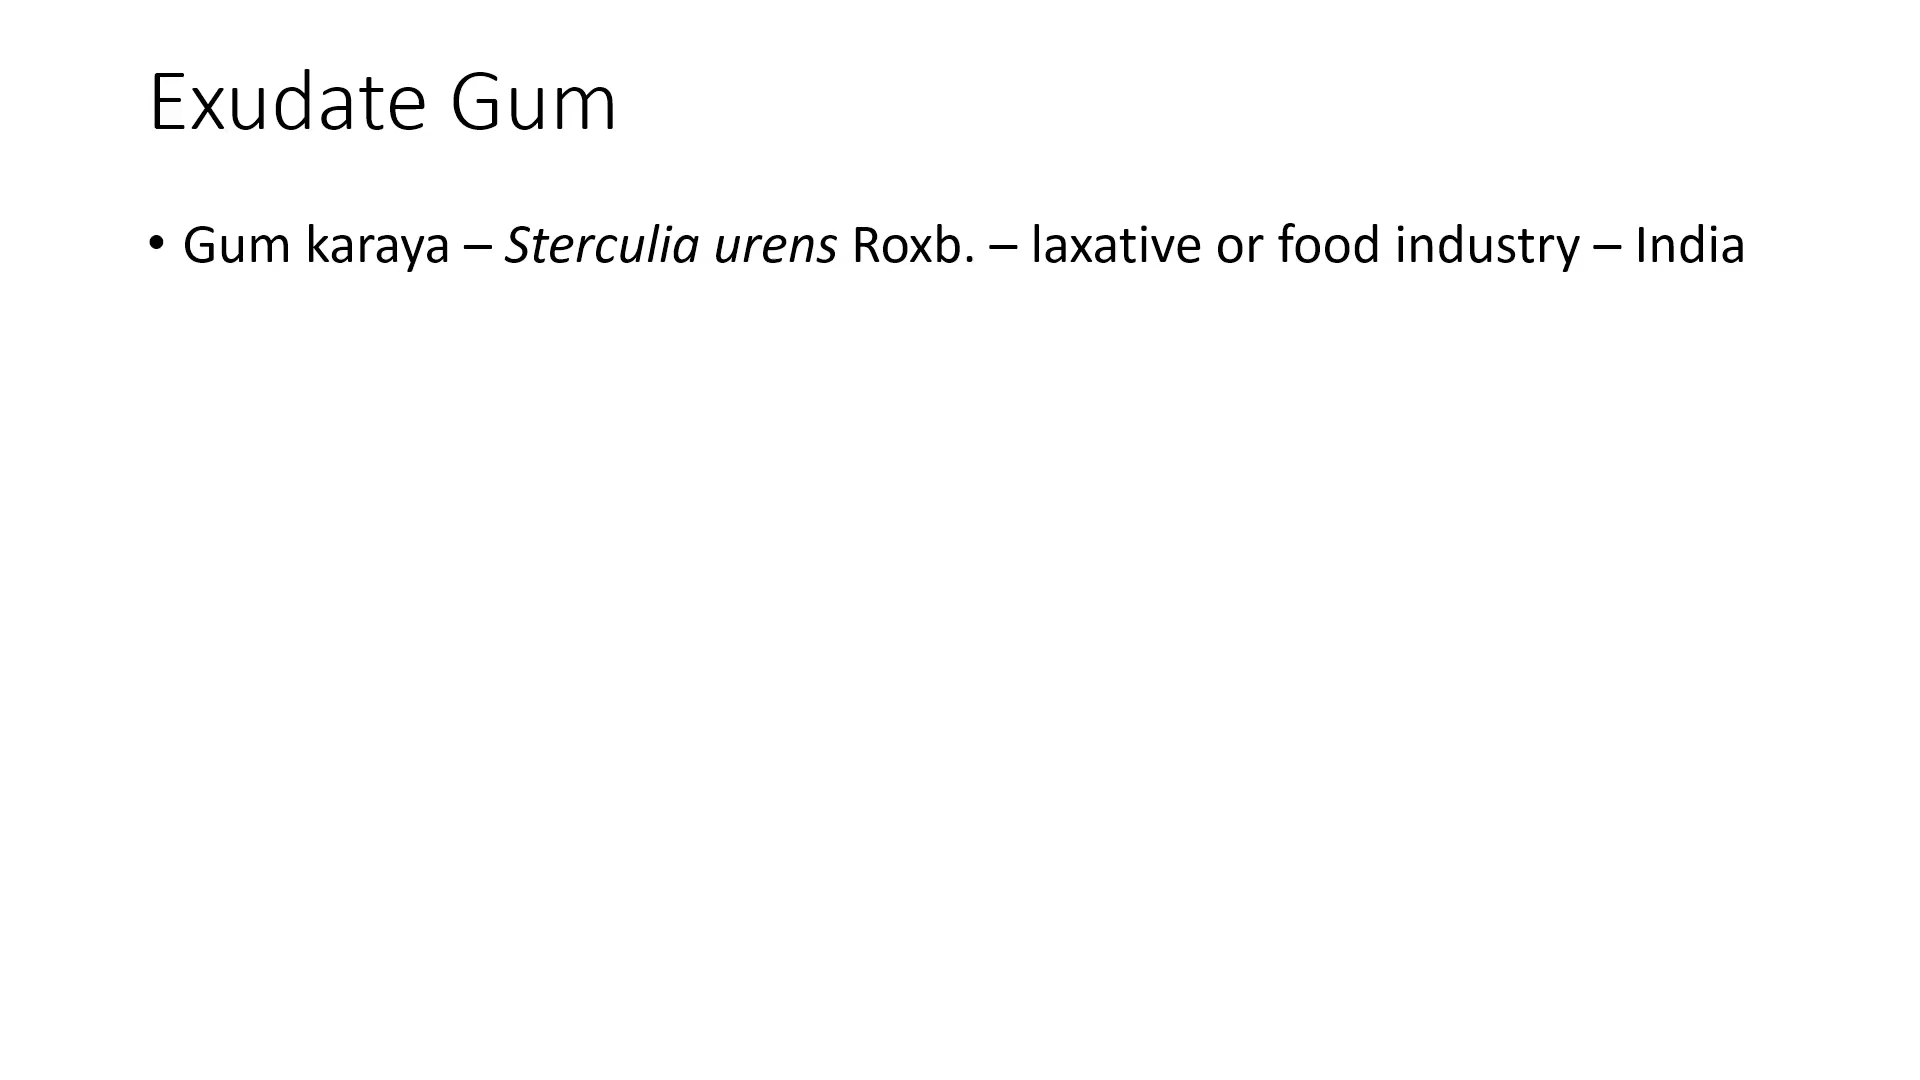 Exudate Gum
• Gum karaya – Sterculia urens Roxb. – laxative or food industry – India